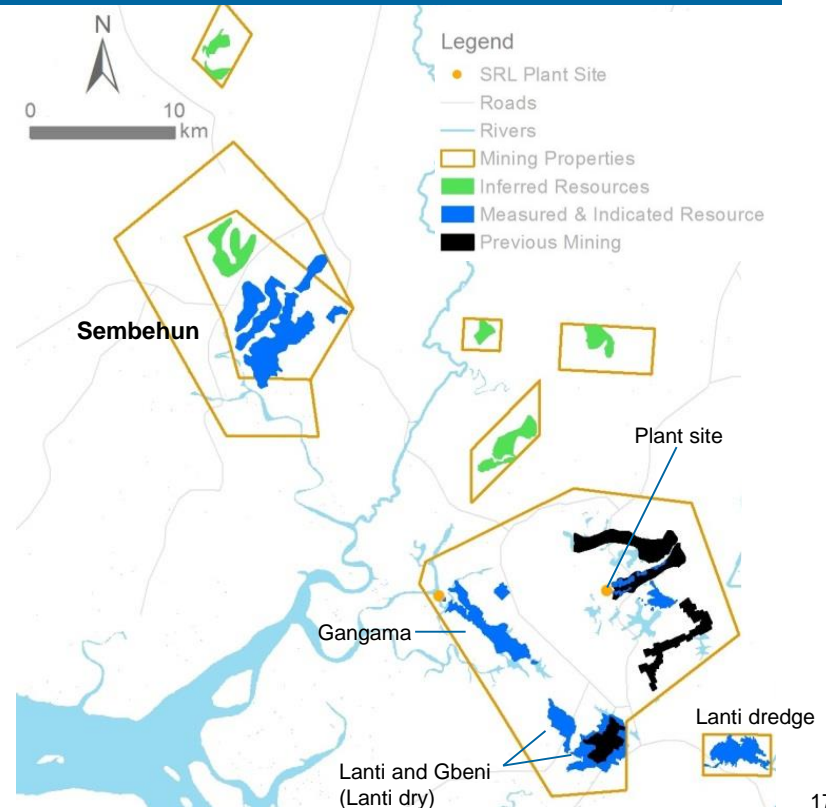 N
0 10
km
Legend
SRL Plant Site
Roads
Rivers
Mining Properties
Inferred Resources
Measured & Indicated Resource
Previous Mining
Sembehun
Plant site
Gangama
Lanti dredge
Lanti and Gbeni
(Lanti dry)
17